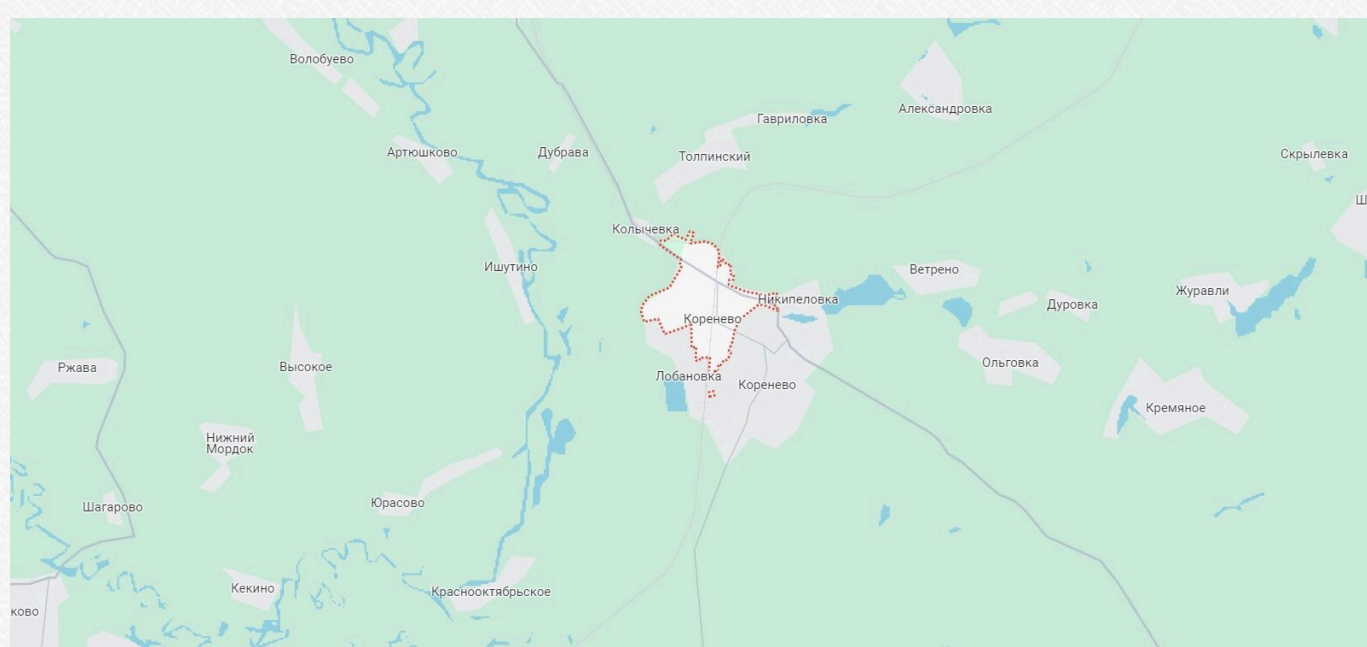 Волобуево
Александровка
Гавриловка
Артюшково
Дубрава
Толпинский
Скрылевка
Ш
Колычевка
Ишутино
Ветрено
Журавли
Никипеловка
Дуровка
Коренево
Ржава
Высокое
Ольговка
Лобановка
Коренево
Кремяное
Нижний
Мордок
Юрасово
Шагарово
Кекино
Краснооктябрьское
ково